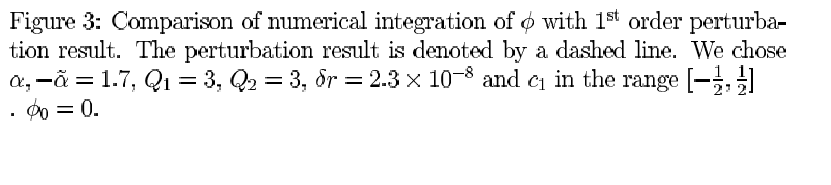 Figure 3: Comparison of numerical integration of ϕ with 1st order perturba-
tion result. The perturbation result is denoted by a dashed line. We chose
α, −α̃ = 1.7, Q₁ = 3, Q₂ = 3, δr = 2.3 × 10⁻⁸ and c₁ in the range [−½, ½]
. ϕ₀ = 0.